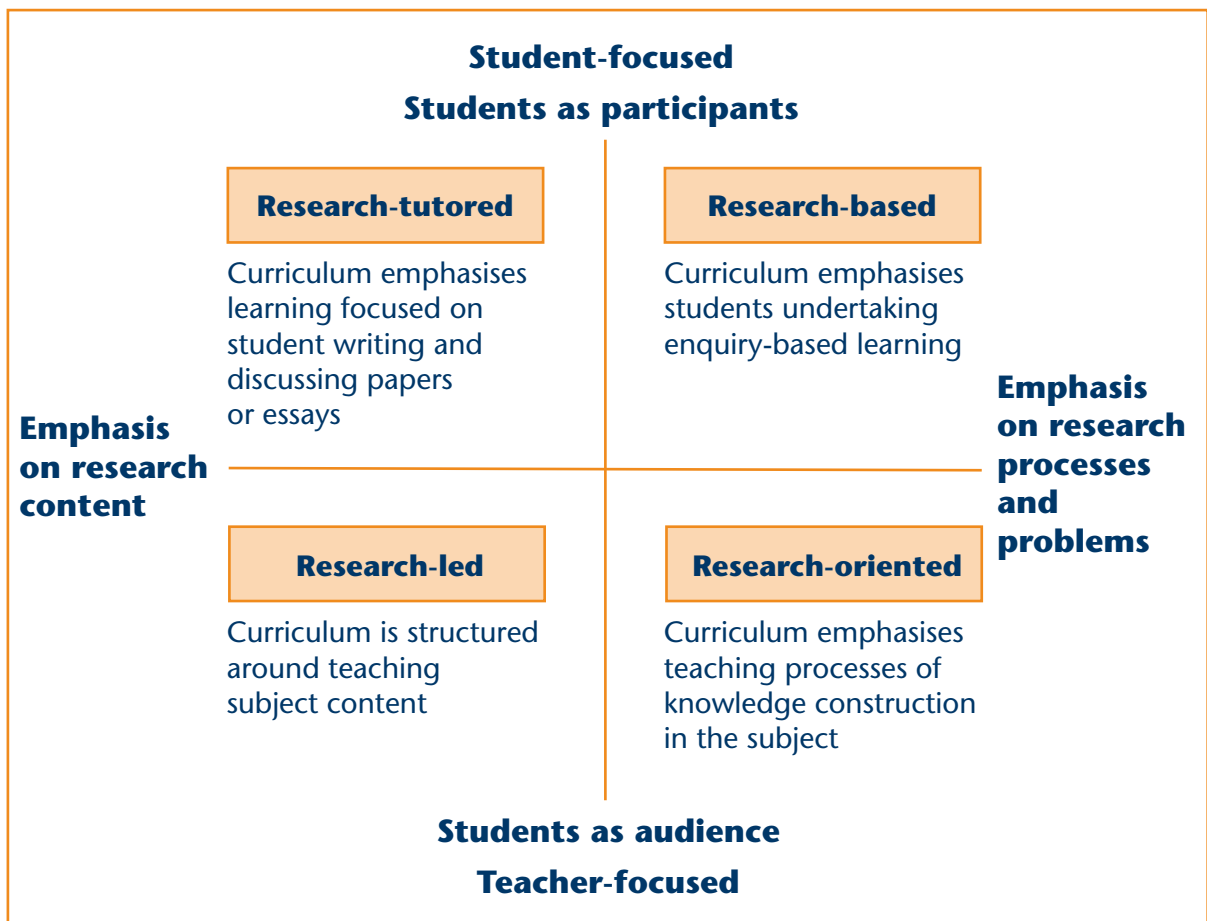 Student-focused
Students as participants
Research-tutored
Curriculum emphasises
learning focused on
student writing and
discussing papers
or essays
Research-based
Curriculum emphasises
students undertaking
enquiry-based learning
Emphasis
on research
content
Emphasis
on research
processes
and
problems
Research-led
Curriculum is structured
around teaching
subject content
Research-oriented
Curriculum emphasises
teaching processes of
knowledge construction
in the subject
Students as audience
Teacher-focused